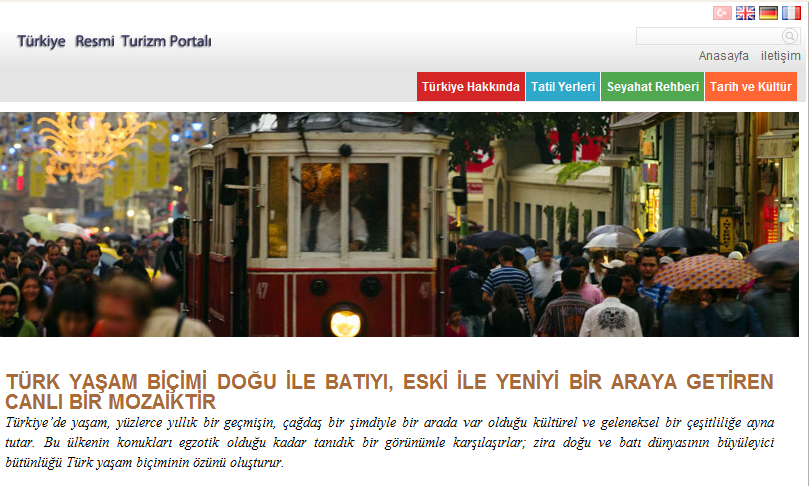 Türkiye Resmi Turizm Portalı
Anasayfa iletişim
Türkiye Hakkında Tatil Yerleri Seyahat Rehberi Tarih ve Kültür
47 47
TÜRK YAŞAM BİÇİMİ DOĞU İLE BATIYI, ESKİ İLE YENİYİ BİR ARAYA GETİREN
CANLI BİR MOZAİKTİR
Türkiye’de yaşam, yüzlerce yıllık bir geçmişin, çağdaş bir şimdiyle bir arada var olduğu kültürel ve geleneksel bir çeşitliliğe ayna
tutar. Bu ülkenin konukları egzotik olduğu kadar tanıdık bir görünümle karşılaşırlar; zira doğu ve batı dünyasının büyüleyici
bütünlüğü Türk yaşam biçiminin özünü oluşturur.